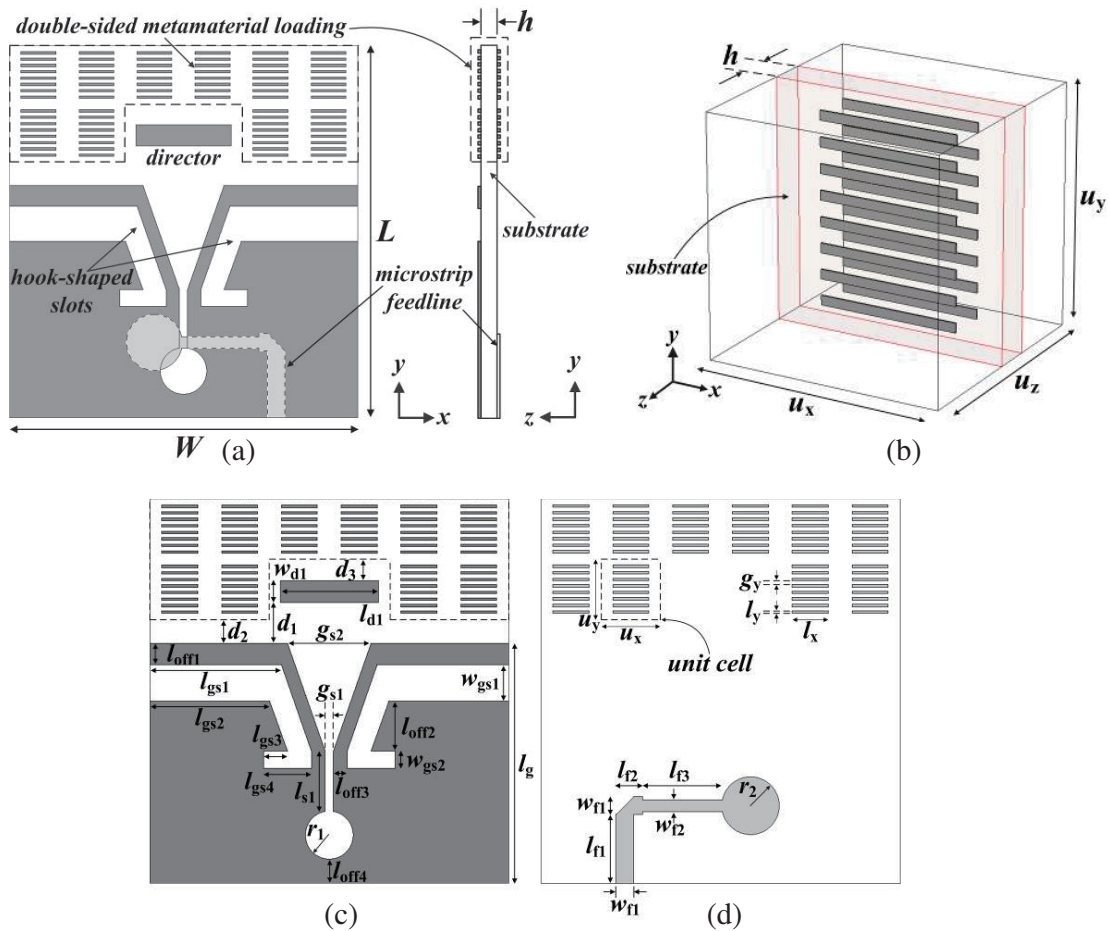 double-sided metamaterial loading
h
director
L
substrate
hook-shaped
slots
microstrip
feedline
y
x
y
z
W
(a)
h
substrate
u_y
y
x
z
u_x
u_z
(b)
w_d1
d_3
l_d1
d_2
d_1
g_s2
l_off1
l_gs1
w_gs1
g_s1
l_gs2
l_off2
l_gs3
w_gs2
l_gs4
l_s1
l_off3
l_g
r_1
l_off4
(c)
g_y
l_y
l_x
u_y
u_x
unit cell
l_f2
l_f3
r_2
w_f1
w_f2
l_f1
w_f1
(d)